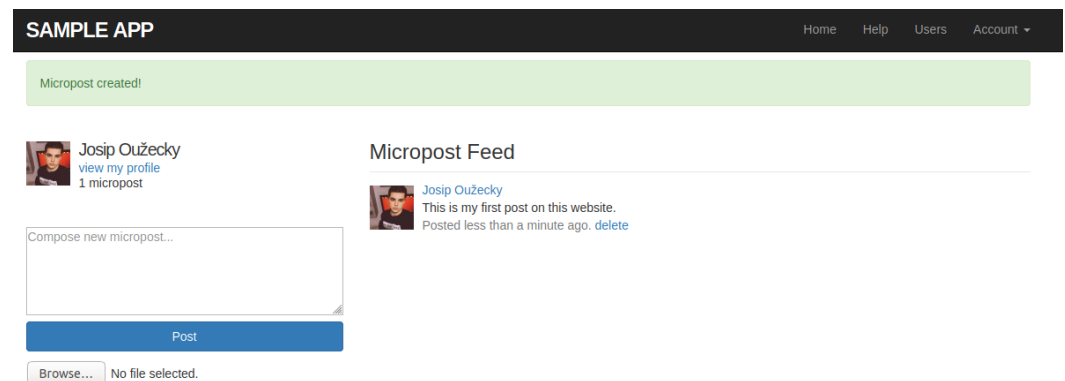 SAMPLE APP
Home Help Users Account
Micropost created!
Josip Oužecky
view my profile
1 micropost
Compose new micropost...
Post
Browse... No file selected.
Micropost Feed
Josip Oužecky
This is my first post on this website.
Posted less than a minute ago. delete